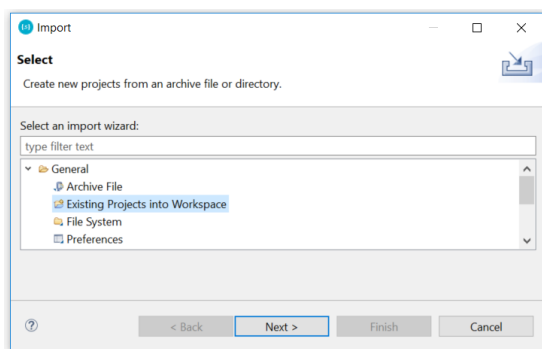 Import
Select
Create new projects from an archive file or directory.
Select an import wizard:
type filter text
General
Archive File
Existing Projects into Workspace
File System
Preferences
? < Back Next > Finish Cancel